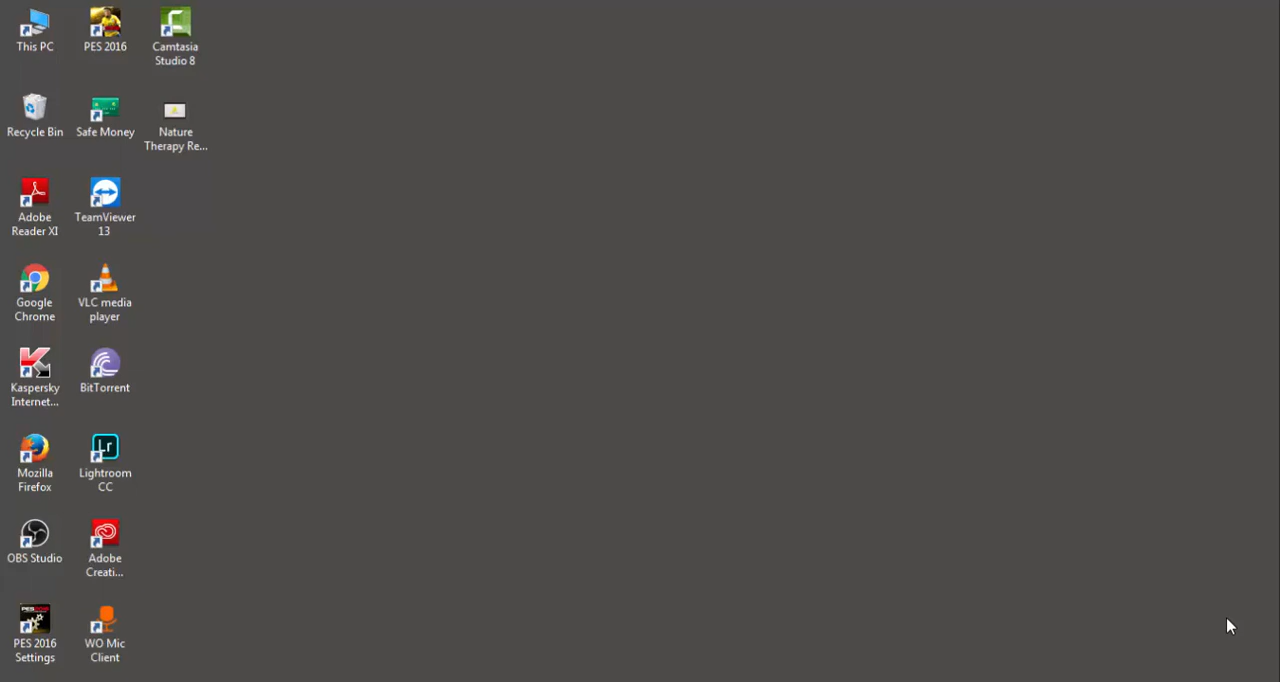 This PC
PES 2016
Camtasia
Studio 8
Recycle Bin
Safe Money
Nature
Therapy Re...
Adobe
Reader XI
TeamViewer
13
Google
Chrome
VLC media
player
Kaspersky
Internet...
BitTorrent
Mozilla
Firefox
Lr
Lightroom
CC
OBS Studio
Adobe
Creati...
PES 2016
Settings
WO Mic
Client